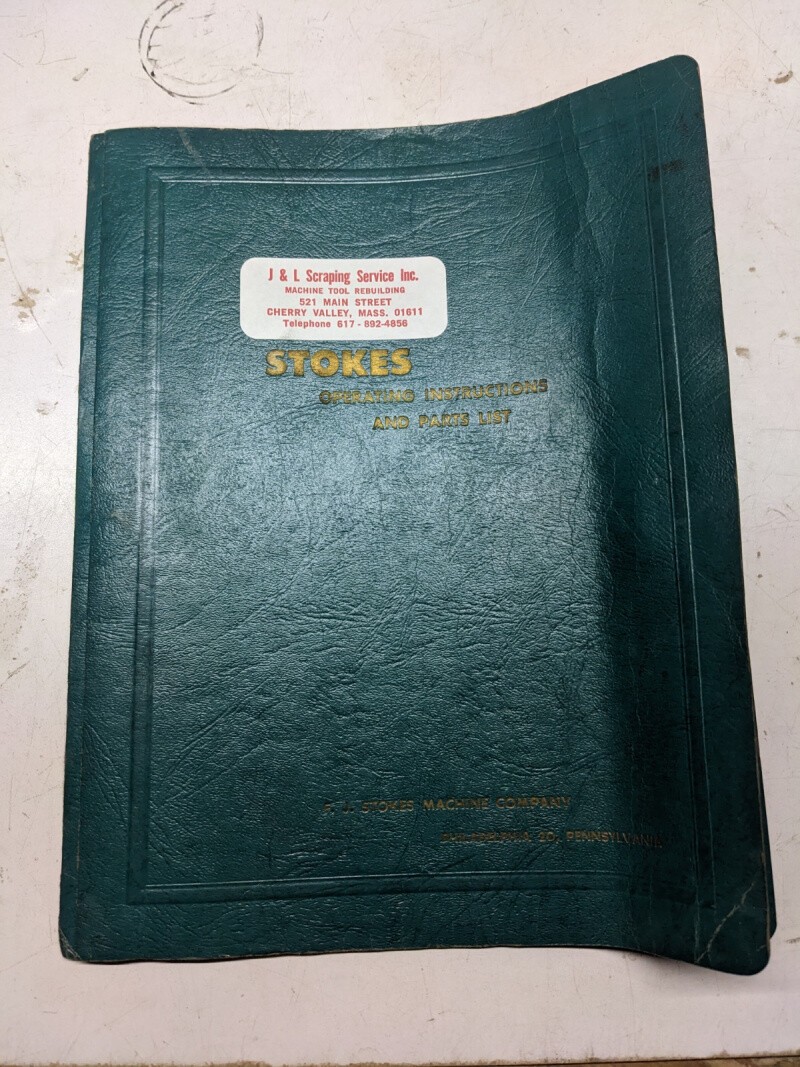 J & L Scraping Service Inc.
MACHINE TOOL REBUILDING
521 MAIN STREET
CHERRY VALLEY, MASS. 01611
Telephone 617 - 892-4856
STOKES
OPERATING INSTRUCTIONS
AND PARTS LIST
F. J. STOKES MACHINE COMPANY
PHILADELPHIA 20, PENNSYLVANIA